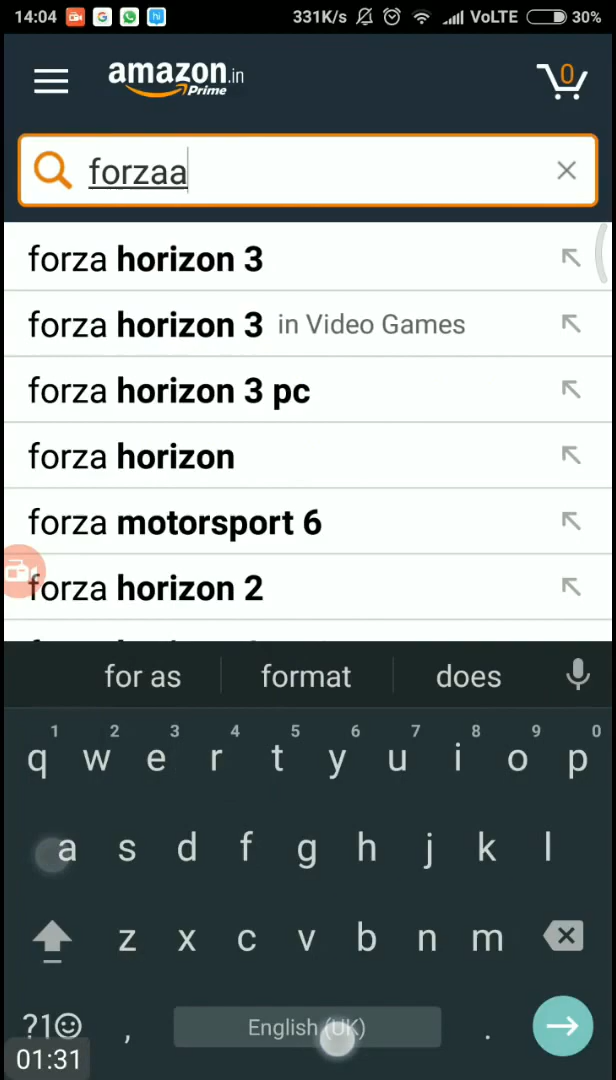 14:04 331K/s VoLTE 30%
amazon.in
Prime
0
forzaa
forza horizon 3
forza horizon 3 in Video Games
forza horizon 3 pc
forza horizon
forza motorsport 6
forza horizon 2
for as format does
1 2 3 4 5 6 7 8 9 0
q w e r t y u i o p
a s d f g h j k l
z x c v b n m
?1☺ , English (UK) .
01:31